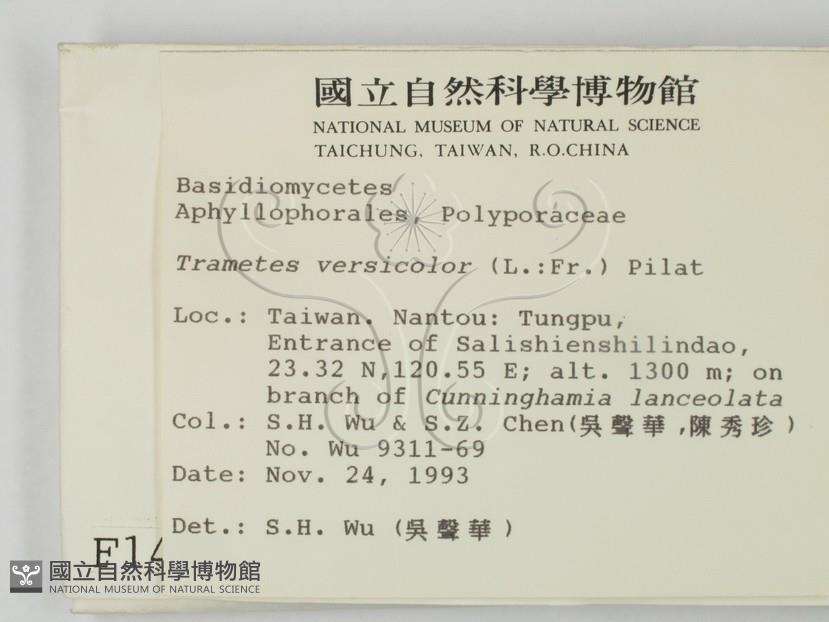 國立自然科學博物館
NATIONAL MUSEUM OF NATURAL SCIENCE
TAICHUNG, TAIWAN, R.O.CHINA
Basidiomycetes
Aphyllophorales, Polyporaceae
Trametes versicolor (L.:Fr.) Pilat
Loc.: Taiwan. Nantou: Tungpu,
Entrance of Salishienshilindao,
23.32 N,120.55 E; alt. 1300 m; on
branch of Cunninghamia lanceolata
Col.: S.H. Wu & S.Z. Chen(吳聲華,陳秀珍)
No. Wu 9311-69
Date: Nov. 24, 1993
Det.: S.H. Wu (吳聲華)
F14
國立自然科學博物館
NATIONAL MUSEUM OF NATURAL SCIENCE